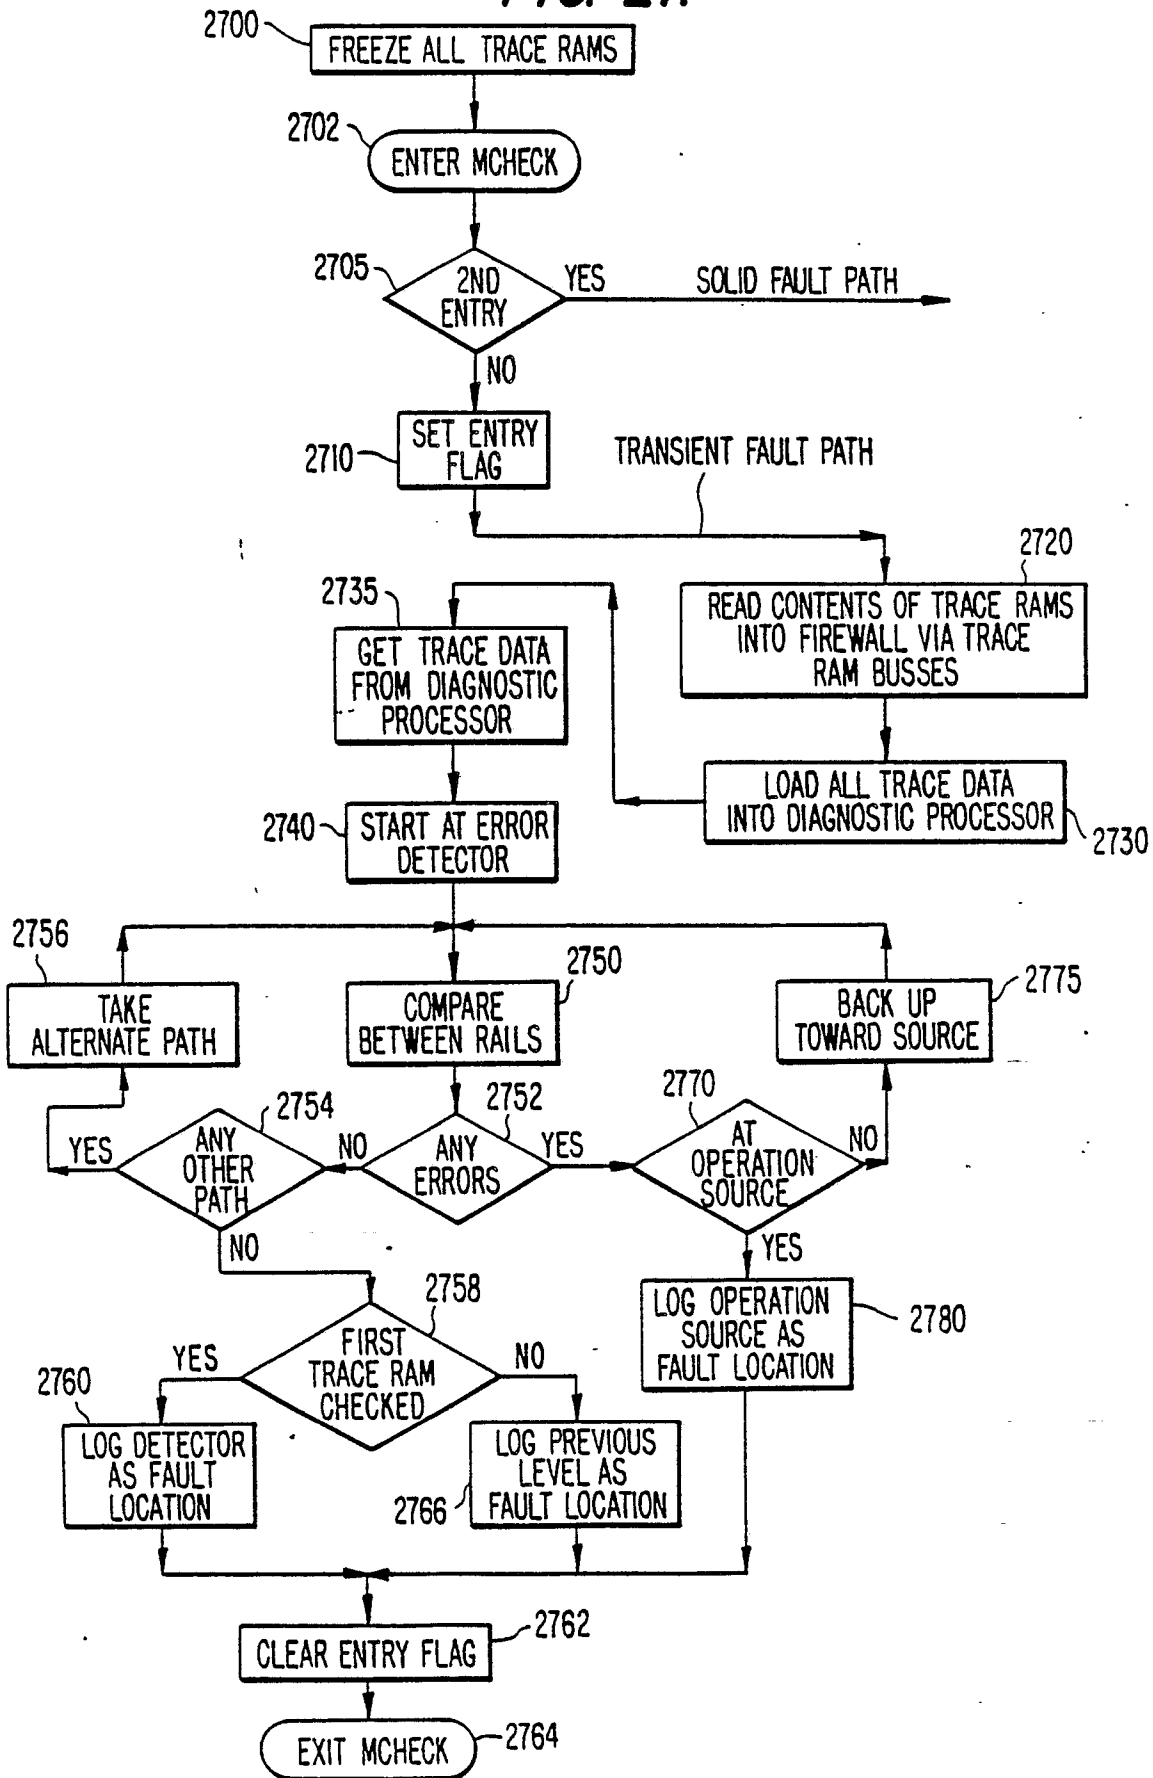 2700
FREEZE ALL TRACE RAMS
2702
ENTER MCHECK
2705
2ND
ENTRY
YES
SOLID FAULT PATH
NO
2710
SET ENTRY
FLAG
TRANSIENT FAULT PATH
2720
READ CONTENTS OF TRACE RAMS
INTO FIREWALL VIA TRACE
RAM BUSSES
2735
GET TRACE DATA
FROM DIAGNOSTIC
PROCESSOR
LOAD ALL TRACE DATA
INTO DIAGNOSTIC PROCESSOR
2730
2740
START AT ERROR
DETECTOR
2756
TAKE
ALTERNATE PATH
2750
COMPARE
BETWEEN RAILS
2775
BACK UP
TOWARD SOURCE
2754
ANY
OTHER
PATH
YES
NO
2752
ANY
ERRORS
NO
YES
2770
AT
OPERATION
SOURCE
NO
YES
2758
FIRST
TRACE RAM
CHECKED
YES
NO
2780
LOG OPERATION
SOURCE AS
FAULT LOCATION
2760
LOG DETECTOR
AS FAULT
LOCATION
2766
LOG PREVIOUS
LEVEL AS
FAULT LOCATION
2762
CLEAR ENTRY FLAG
EXIT MCHECK
2764